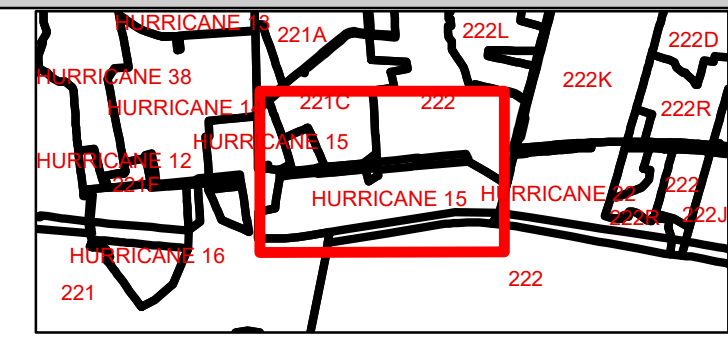 HURRICANE 13
221A
222L
222D
HURRICANE 38
222K
HURRICANE 1
221C
222
222R
HURRICANE 15
HURRICANE 12
221F
222
HURRICANE 15
HURRICANE 22
222R
222J
HURRICANE 16
222
221